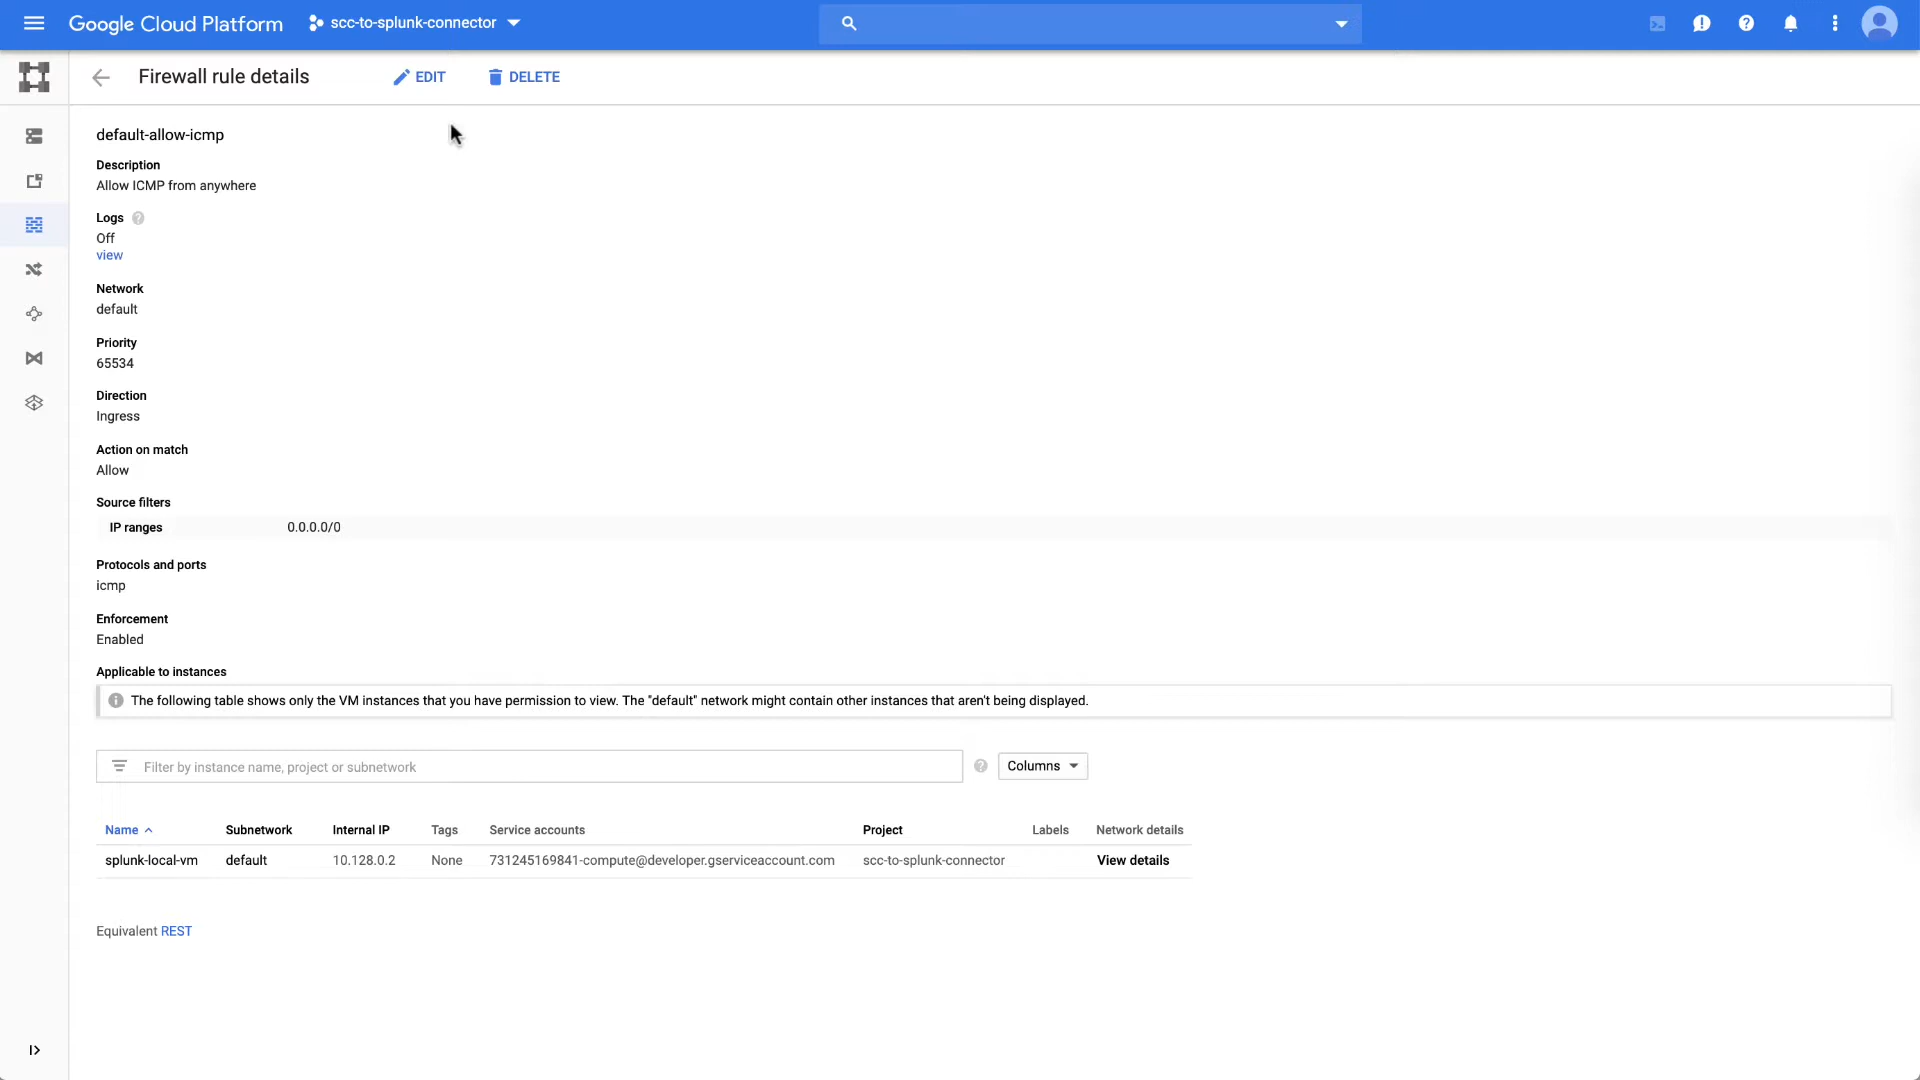 Google Cloud Platform
scc-to-splunk-connector
Firewall rule details
EDIT
DELETE
default-allow-icmp
Description
Allow ICMP from anywhere
Logs
Off
view
Network
default
Priority
65534
Direction
Ingress
Action on match
Allow
Source filters
IP ranges 0.0.0.0/0
Protocols and ports
icmp
Enforcement
Enabled
Applicable to instances
The following table shows only the VM instances that you have permission to view. The "default" network might contain other instances that aren't being displayed.
Filter by instance name, project or subnetwork
Columns
Name Subnetwork Internal IP Tags Service accounts Project Labels Network details
splunk-local-vm default 10.128.0.2 None 731245169841-compute@developer.gserviceaccount.com scc-to-splunk-connector View details
Equivalent REST